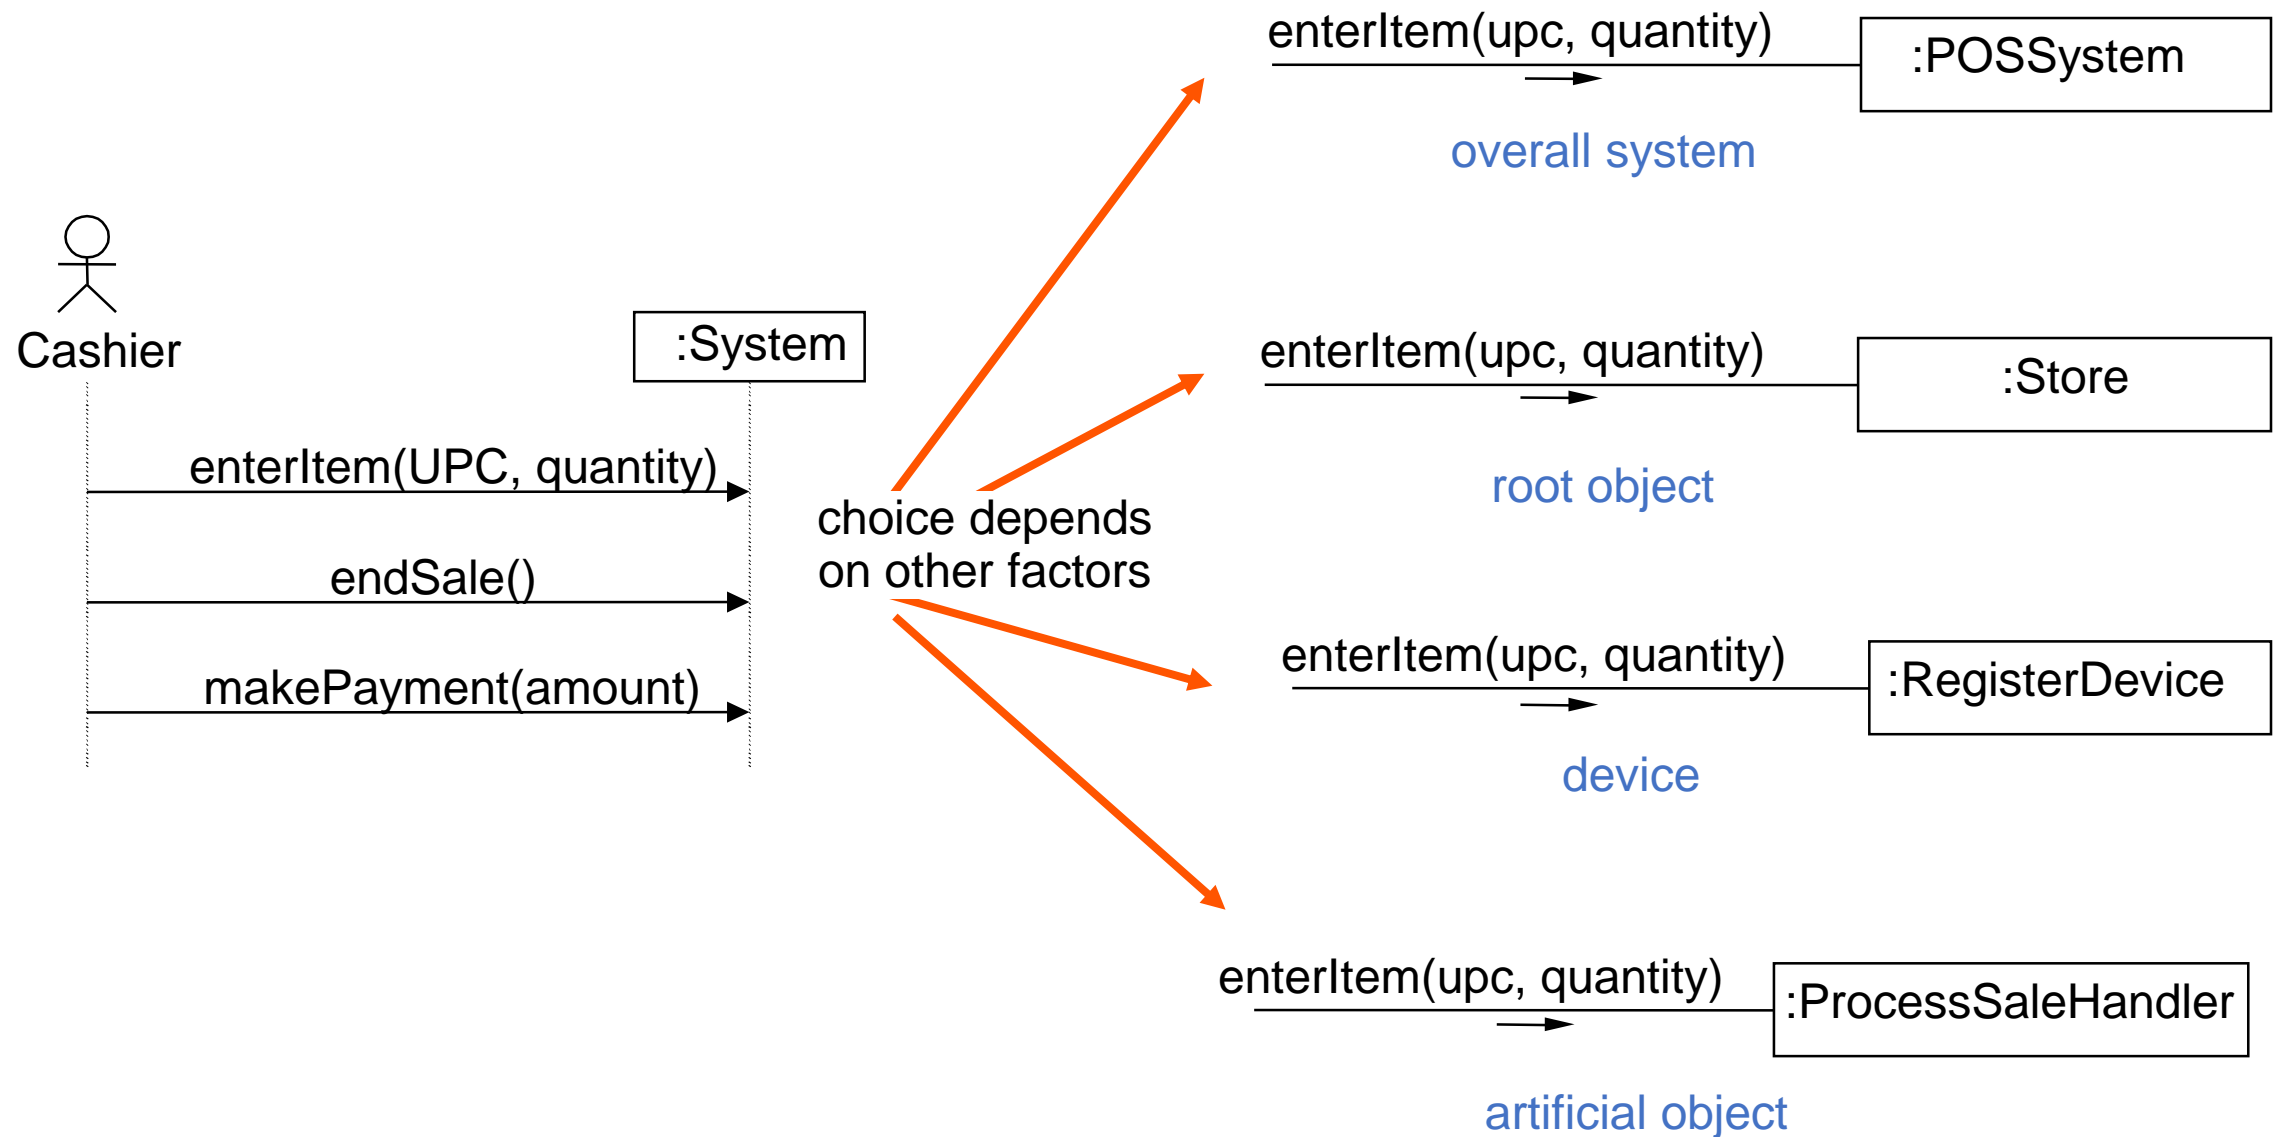 Cashier
:System
enterItem(UPC, quantity)
endSale()
makePayment(amount)
choice depends
on other factors
enterItem(upc, quantity)
:POSSystem
overall system
enterItem(upc, quantity)
:Store
root object
enterItem(upc, quantity)
:RegisterDevice
device
enterItem(upc, quantity)
:ProcessSaleHandler
artificial object